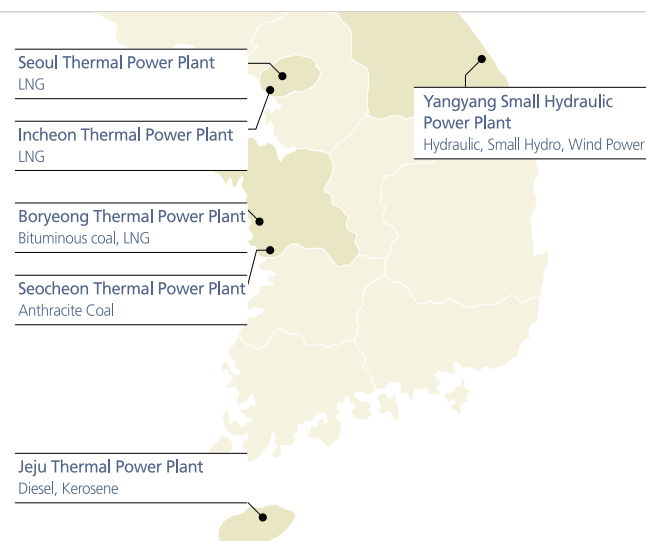 Seoul Thermal Power Plant
LNG
Incheon Thermal Power Plant
LNG
Boryeong Thermal Power Plant
Bituminous coal, LNG
Seocheon Thermal Power Plant
Anthracite Coal
Jeju Thermal Power Plant
Diesel, Kerosene
Yangyang Small Hydraulic
Power Plant
Hydraulic, Small Hydro, Wind Power